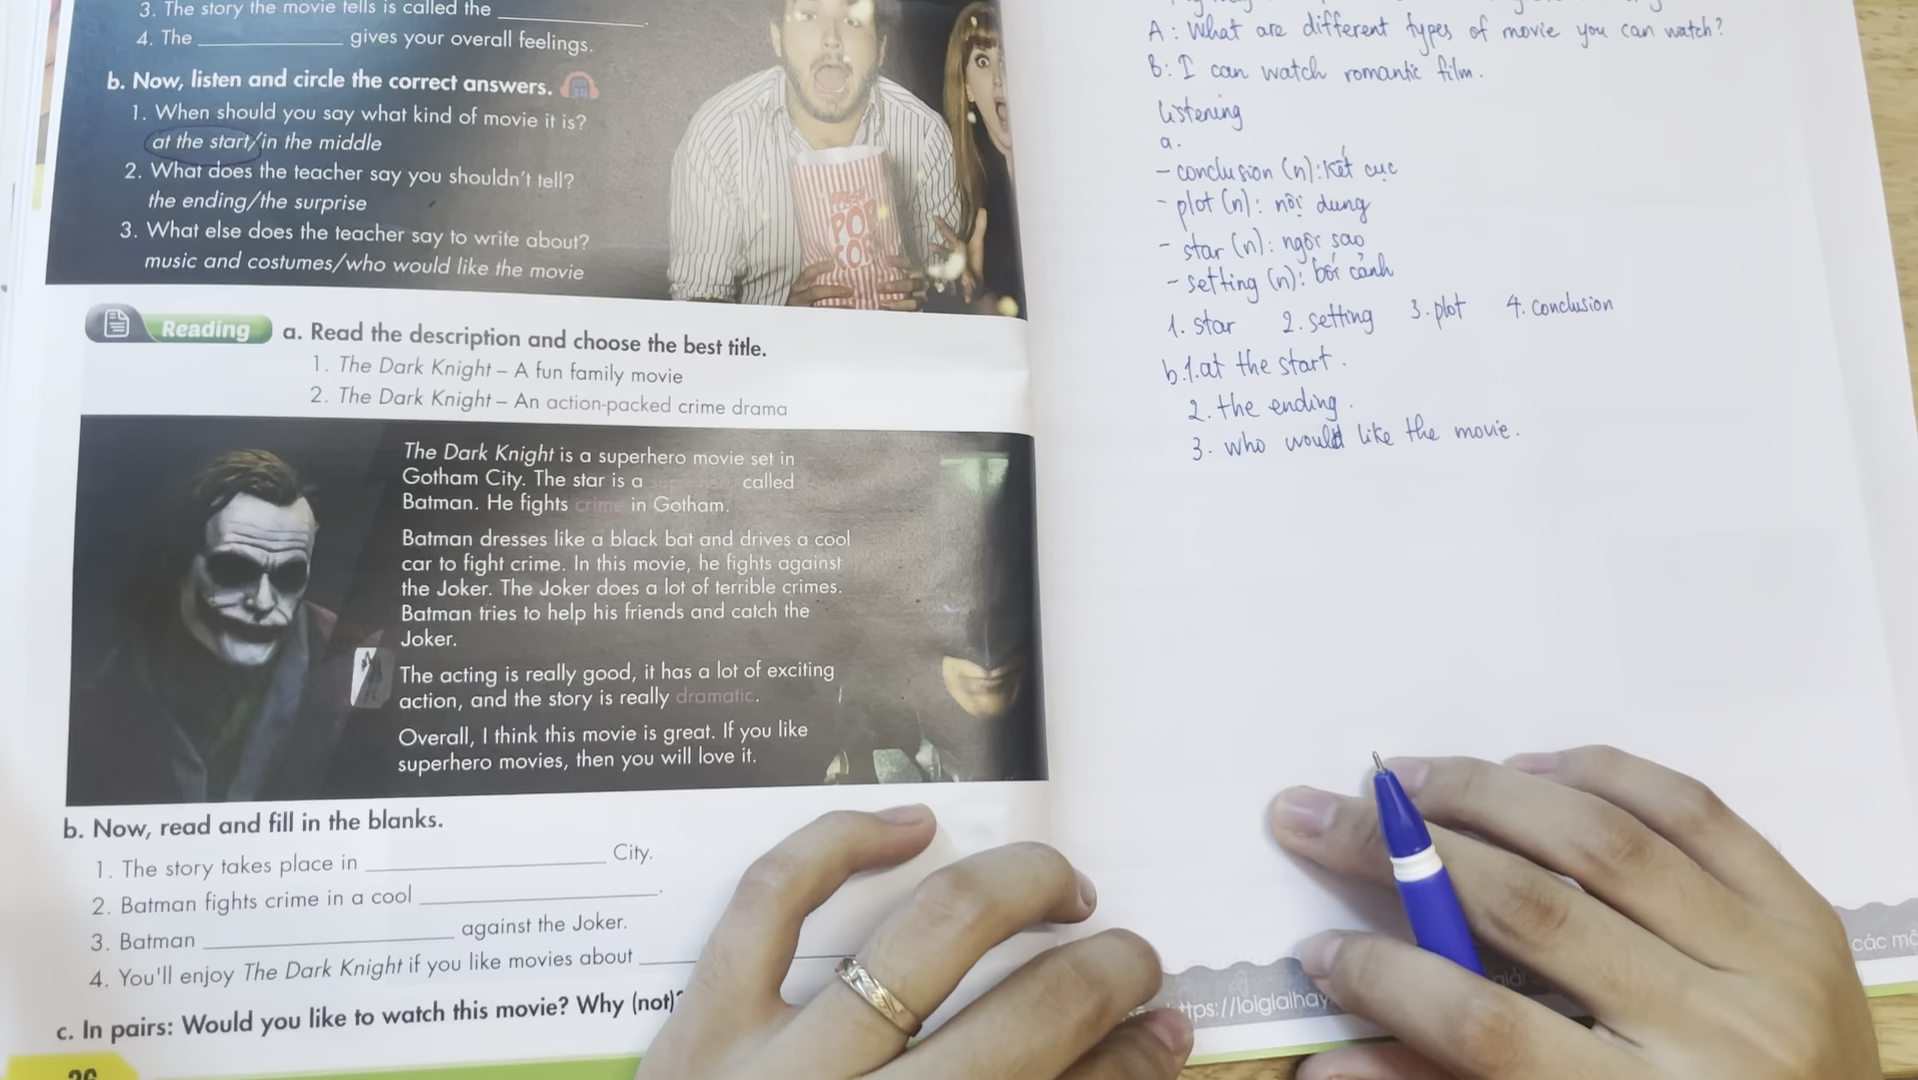 3. The story the movie tells is called the ____________.
4. The ____________ gives your overall feelings.
b. Now, listen and circle the correct answers.
1. When should you say what kind of movie it is?
at the start/in the middle
2. What does the teacher say you shouldn't tell?
the ending/the surprise
3. What else does the teacher say to write about?
music and costumes/who would like the movie
POP
Reading
a. Read the description and choose the best title.
1. The Dark Knight – A fun family movie
2. The Dark Knight – An action-packed crime drama
The Dark Knight is a superhero movie set in
Gotham City. The star is a superhero called
Batman. He fights crime in Gotham.
Batman dresses like a black bat and drives a cool
car to fight crime. In this movie, he fights against
the Joker. The Joker does a lot of terrible crimes.
Batman tries to help his friends and catch the
Joker.
The acting is really good, it has a lot of exciting
action, and the story is really dramatic.
Overall, I think this movie is great. If you like
superhero movies, then you will love it.
b. Now, read and fill in the blanks.
1. The story takes place in ____________ City.
2. Batman fights crime in a cool ____________.
3. Batman ____________ against the Joker.
4. You'll enjoy The Dark Knight if you like movies about ____________
c. In pairs: Would you like to watch this movie? Why (not)?
A: What are different types of movie you can watch?
B: I can watch romantic film.
Listening
a.
- conclusion (n): kết cục
- plot (n): nội dung
- star (n): ngôi sao
- setting (n): bối cảnh
1. star 2. setting 3. plot 4. conclusion
b. 1. at the start.
2. the ending.
3. who would like the movie.
các